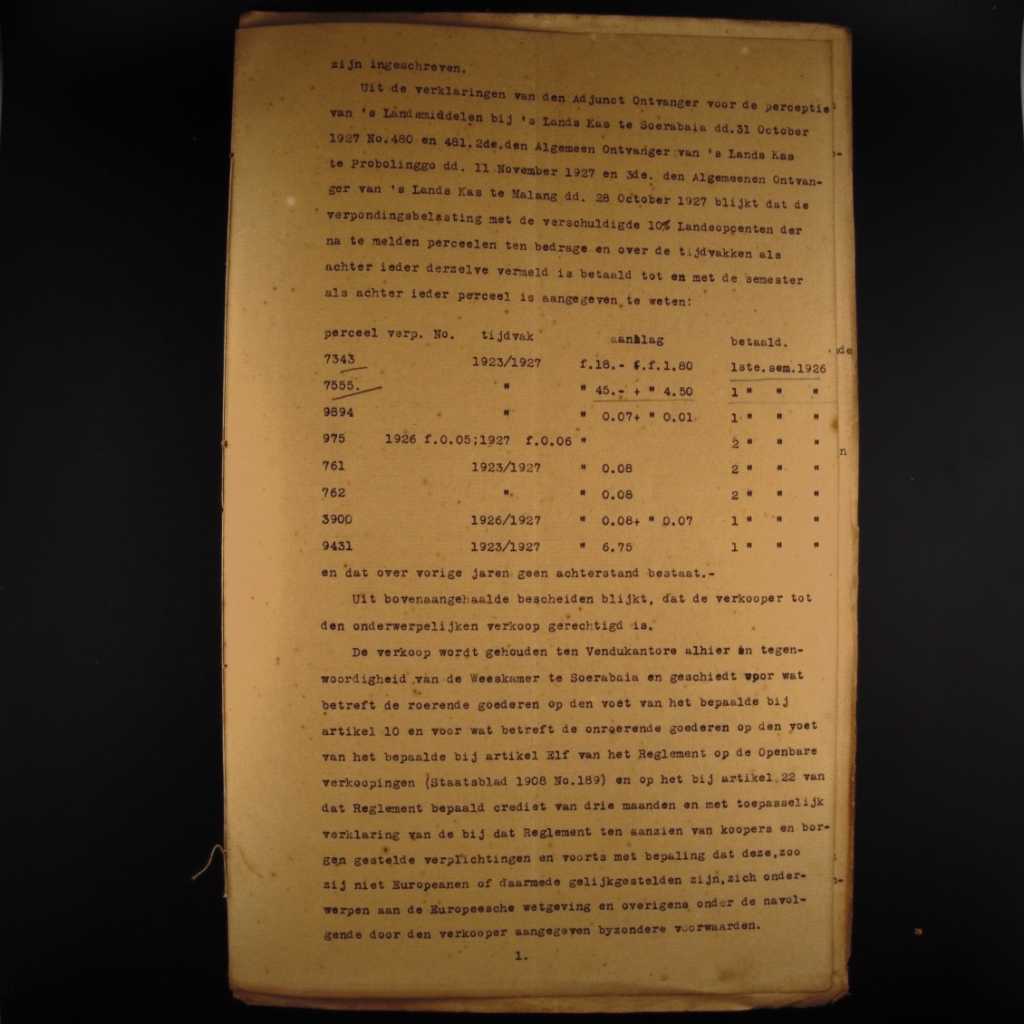 zijn ingeschreven.
Uit de verklaringen van den Adjunct Ontvanger voor de perceptie
van 's Landsmiddelen bij 's Lands Kas te Soerabaia dd.31 October
1927 No.480 en 481.2de.den Algemeen Ontvanger van 's Lands Kas
te Probolinggo dd. 11 November 1927 en 3de. den Algemeenen Ontvan-
ger van 's Lands Kas te Malang dd. 28 October 1927 blijkt dat de
verpondingsbelasting met de verschuldigde 10% Landsopcenten der
na te melden perceelen ten bedrage en over de tijdvakken als
achter ieder derzelve vermeld is betaald tot en met de semester
als achter ieder perceel is aangegeven te weten:
perceel verp. No. tijdvak aanslag betaald.
7343 1923/1927 f.18.- f.f.1.80 1ste.sem.1926
7555. " " 45.- + " 4.50 1 " " "
9894 " " 0.07+ " 0.01 1 " " "
975 1926 f.0.05;1927 f.0.06 " 2 " " "
761 1923/1927 " 0.08 2 " " "
762 " " 0.08 2 " " "
3900 1926/1927 " 0.08+ " 0.07 1 " " "
9431 1923/1927 " 6.75 1 " " "
en dat over vorige jaren geen achterstand bestaat.-
Uit bovenaangehaalde bescheiden blijkt, dat de verkooper tot
den onderwerpelijken verkoop gerechtigd is.
De verkoop wordt gehouden ten Vendukantore alhier in tegen-
woordigheid van de Weeskamer te Soerabaia en geschiedt voor wat
betreft de roerende goederen op den voet van het bepaalde bij
artikel 10 en voor wat betreft de onroerende goederen op den voet
van het bepaalde bij artikel Elf van het Reglement op de Openbare
verkoopingen (Staatsblad 1908 No.189) en op het bij artikel 22 van
dat Reglement bepaald crediet van drie maanden en met toepasselijk
verklaring van de bij dat Reglement ten aanzien van koopers en bor-
gen gestelde verplichtingen en voorts met bepaling dat deze,zoo
zij niet Europeanen of daarmede gelijkgestelden zijn,zich onder-
werpen aan de Europeesche wetgeving en overigens onder de navol-
gende door den verkooper aangegeven byzondere voorwaarden.
1.